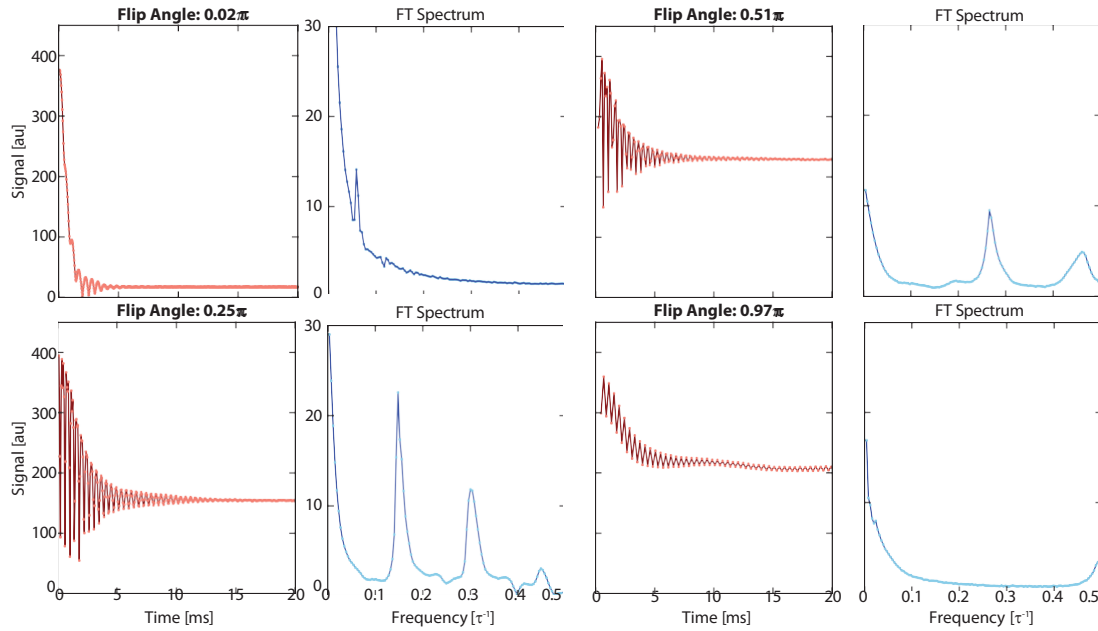 Flip Angle: 0.02π
FT Spectrum
Flip Angle: 0.51π
FT Spectrum
400
300
200
100
0
Signal [au]
30
20
10
0
Flip Angle: 0.25π
FT Spectrum
Flip Angle: 0.97π
FT Spectrum
400
300
200
100
0
Signal [au]
30
20
10
0
0 5 10 15 20
0 0.1 0.2 0.3 0.4 0.5
0 5 10 15 20
0 0.1 0.2 0.3 0.4 0.5
Time [ms]
Frequency [τ⁻¹]
Time [ms]
Frequency [τ⁻¹]